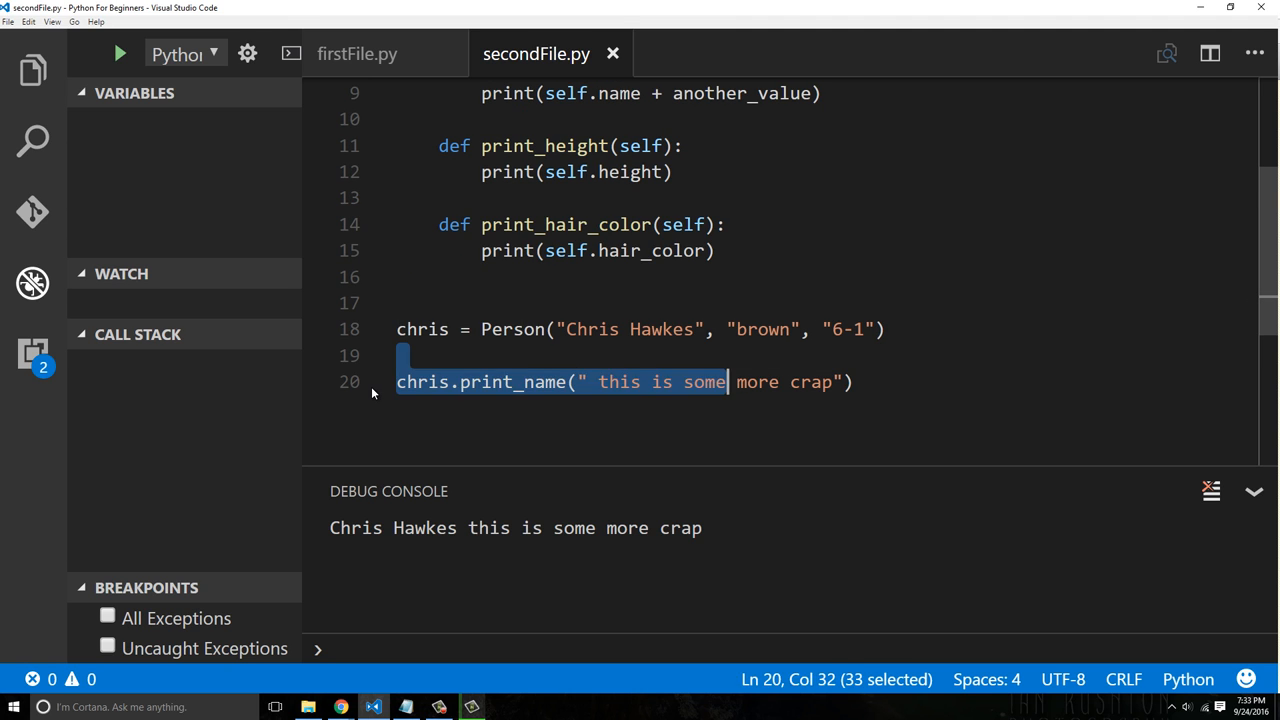 secondFile.py - Python For Beginners - Visual Studio Code
File Edit View Go Help
Python
firstFile.py
secondFile.py
VARIABLES
WATCH
CALL STACK
BREAKPOINTS
All Exceptions
Uncaught Exceptions
2
9 print(self.name + another_value)
10
11 def print_height(self):
12 print(self.height)
13
14 def print_hair_color(self):
15 print(self.hair_color)
16
17
18 chris = Person("Chris Hawkes", "brown", "6-1")
19
20 chris.print_name(" this is some more crap")
DEBUG CONSOLE
Chris Hawkes this is some more crap
0 0 Ln 20, Col 32 (33 selected) Spaces: 4 UTF-8 CRLF Python
I'm Cortana. Ask me anything.
7:33 PM
9/24/2016